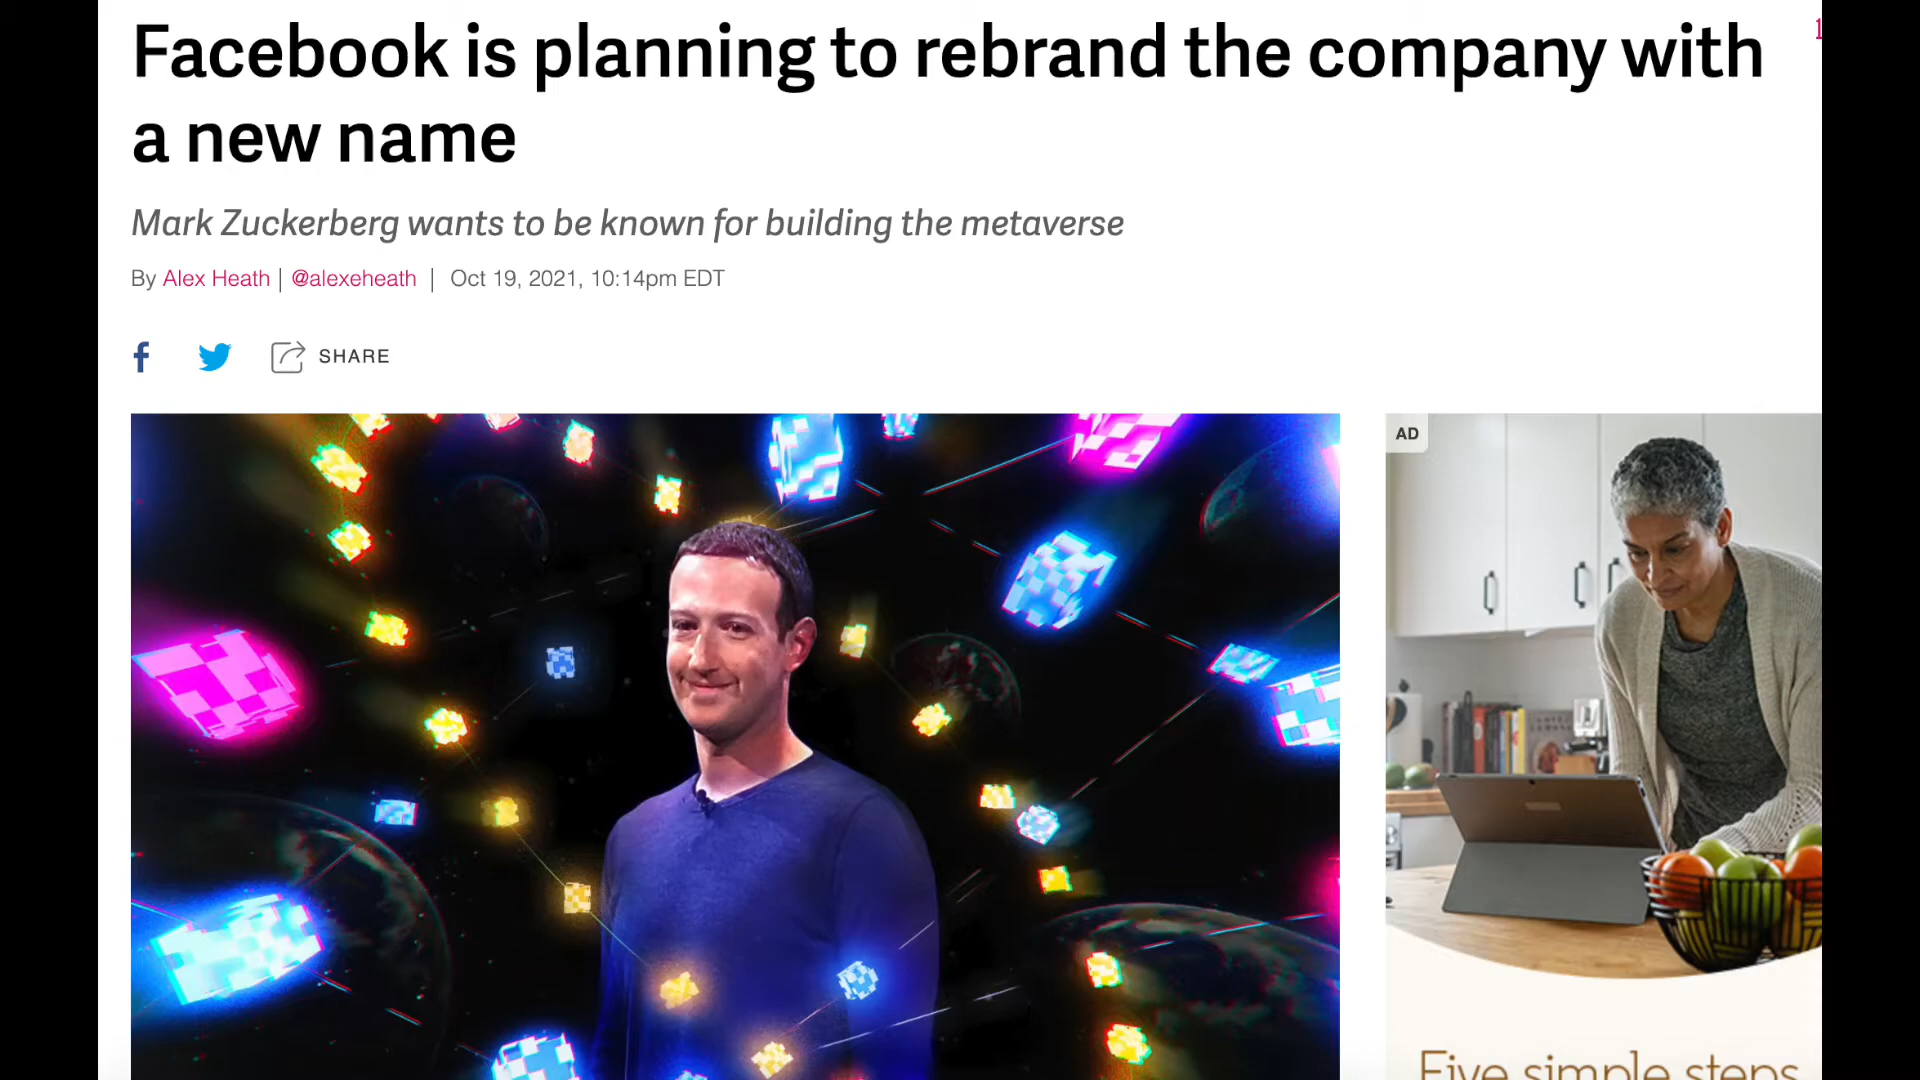 Facebook is planning to rebrand the company with
a new name
Mark Zuckerberg wants to be known for building the metaverse
By Alex Heath | @alexeheath | Oct 19, 2021, 10:14pm EDT
SHARE
AD
Five simple steps